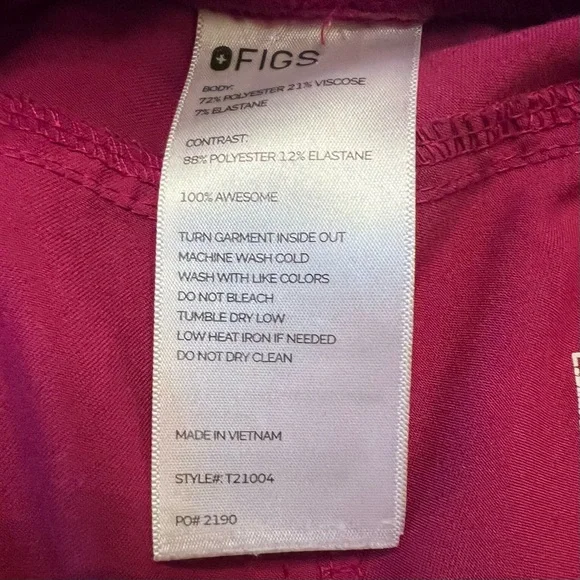 FIGS
BODY:
72% POLYESTER 21% VISCOSE
7% ELASTANE
CONTRAST:
88% POLYESTER 12% ELASTANE
100% AWESOME
TURN GARMENT INSIDE OUT
MACHINE WASH COLD
WASH WITH LIKE COLORS
DO NOT BLEACH
TUMBLE DRY LOW
LOW HEAT IRON IF NEEDED
DO NOT DRY CLEAN
MADE IN VIETNAM
STYLE#: T21004
PO# 2190